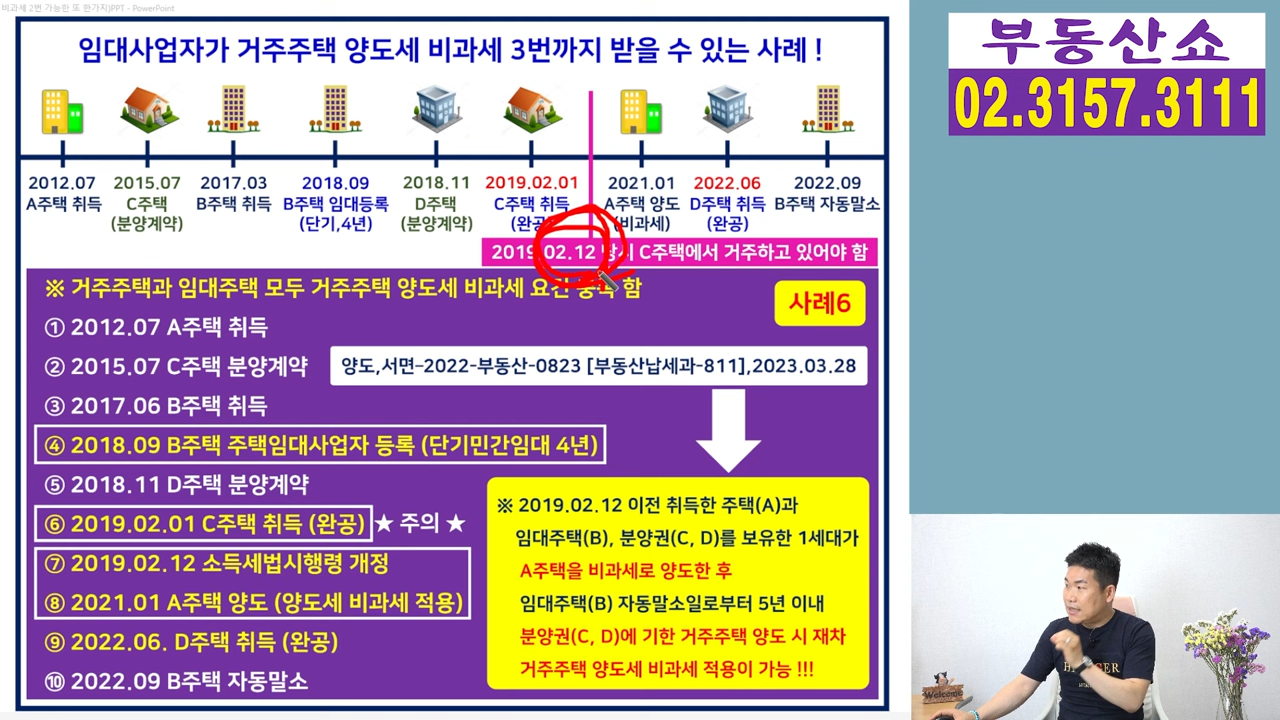 비과세 2번 가능한 또 한가지)PPT - PowerPoint
부동산쇼
02.3157.3111
임대사업자가 거주주택 양도세 비과세 3번까지 받을 수 있는 사례 !
2012.07
A주택 취득
2015.07
C주택
(분양계약)
2017.03
B주택 취득
2018.09
B주택 임대등록
(단기,4년)
2018.11
D주택
(분양계약)
2019.02.01
C주택 취득
(완공)
2021.01
A주택 양도
(비과세)
2022.06
D주택 취득
(완공)
2022.09
B주택 자동말소
2019.02.12 당시 C주택에서 거주하고 있어야 함
※ 거주주택과 임대주택 모두 거주주택 양도세 비과세 요건 충족 함
사례6
① 2012.07 A주택 취득
② 2015.07 C주택 분양계약
양도,서면-2022-부동산-0823 [부동산납세과-811],2023.03.28
③ 2017.06 B주택 취득
④ 2018.09 B주택 주택임대사업자 등록 (단기민간임대 4년)
⑤ 2018.11 D주택 분양계약
⑥ 2019.02.01 C주택 취득 (완공) ★ 주의 ★
⑦ 2019.02.12 소득세법시행령 개정
⑧ 2021.01 A주택 양도 (양도세 비과세 적용)
⑨ 2022.06. D주택 취득 (완공)
⑩ 2022.09 B주택 자동말소
※ 2019.02.12 이전 취득한 주택(A)과
임대주택(B), 분양권(C, D)를 보유한 1세대가
A주택을 비과세로 양도한 후
임대주택(B) 자동말소일로부터 5년 이내
분양권(C, D)에 기한 거주주택 양도 시 재차
거주주택 양도세 비과세 적용이 가능 !!!
Welcome